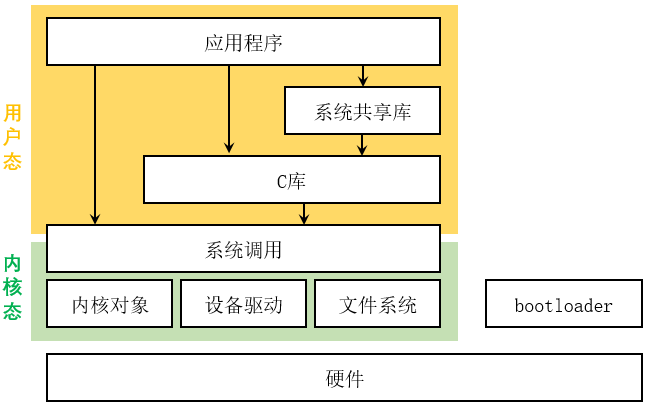 应用程序
系统共享库
用户态
C库
系统调用
内核态
内核对象
设备驱动
文件系统
bootloader
硬件